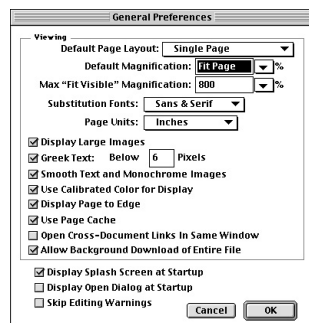 General Preferences
Viewing
Default Page Layout: Single Page
Default Magnification: Fit Page %
Max “Fit Visible” Magnification: 800 %
Substitution Fonts: Sans & Serif
Page Units: Inches
Display Large Images
Greek Text: Below 6 Pixels
Smooth Text and Monochrome Images
Use Calibrated Color for Display
Display Page to Edge
Use Page Cache
Open Cross-Document Links In Same Window
Allow Background Download of Entire File
Display Splash Screen at Startup
Display Open Dialog at Startup
Skip Editing Warnings
Cancel OK